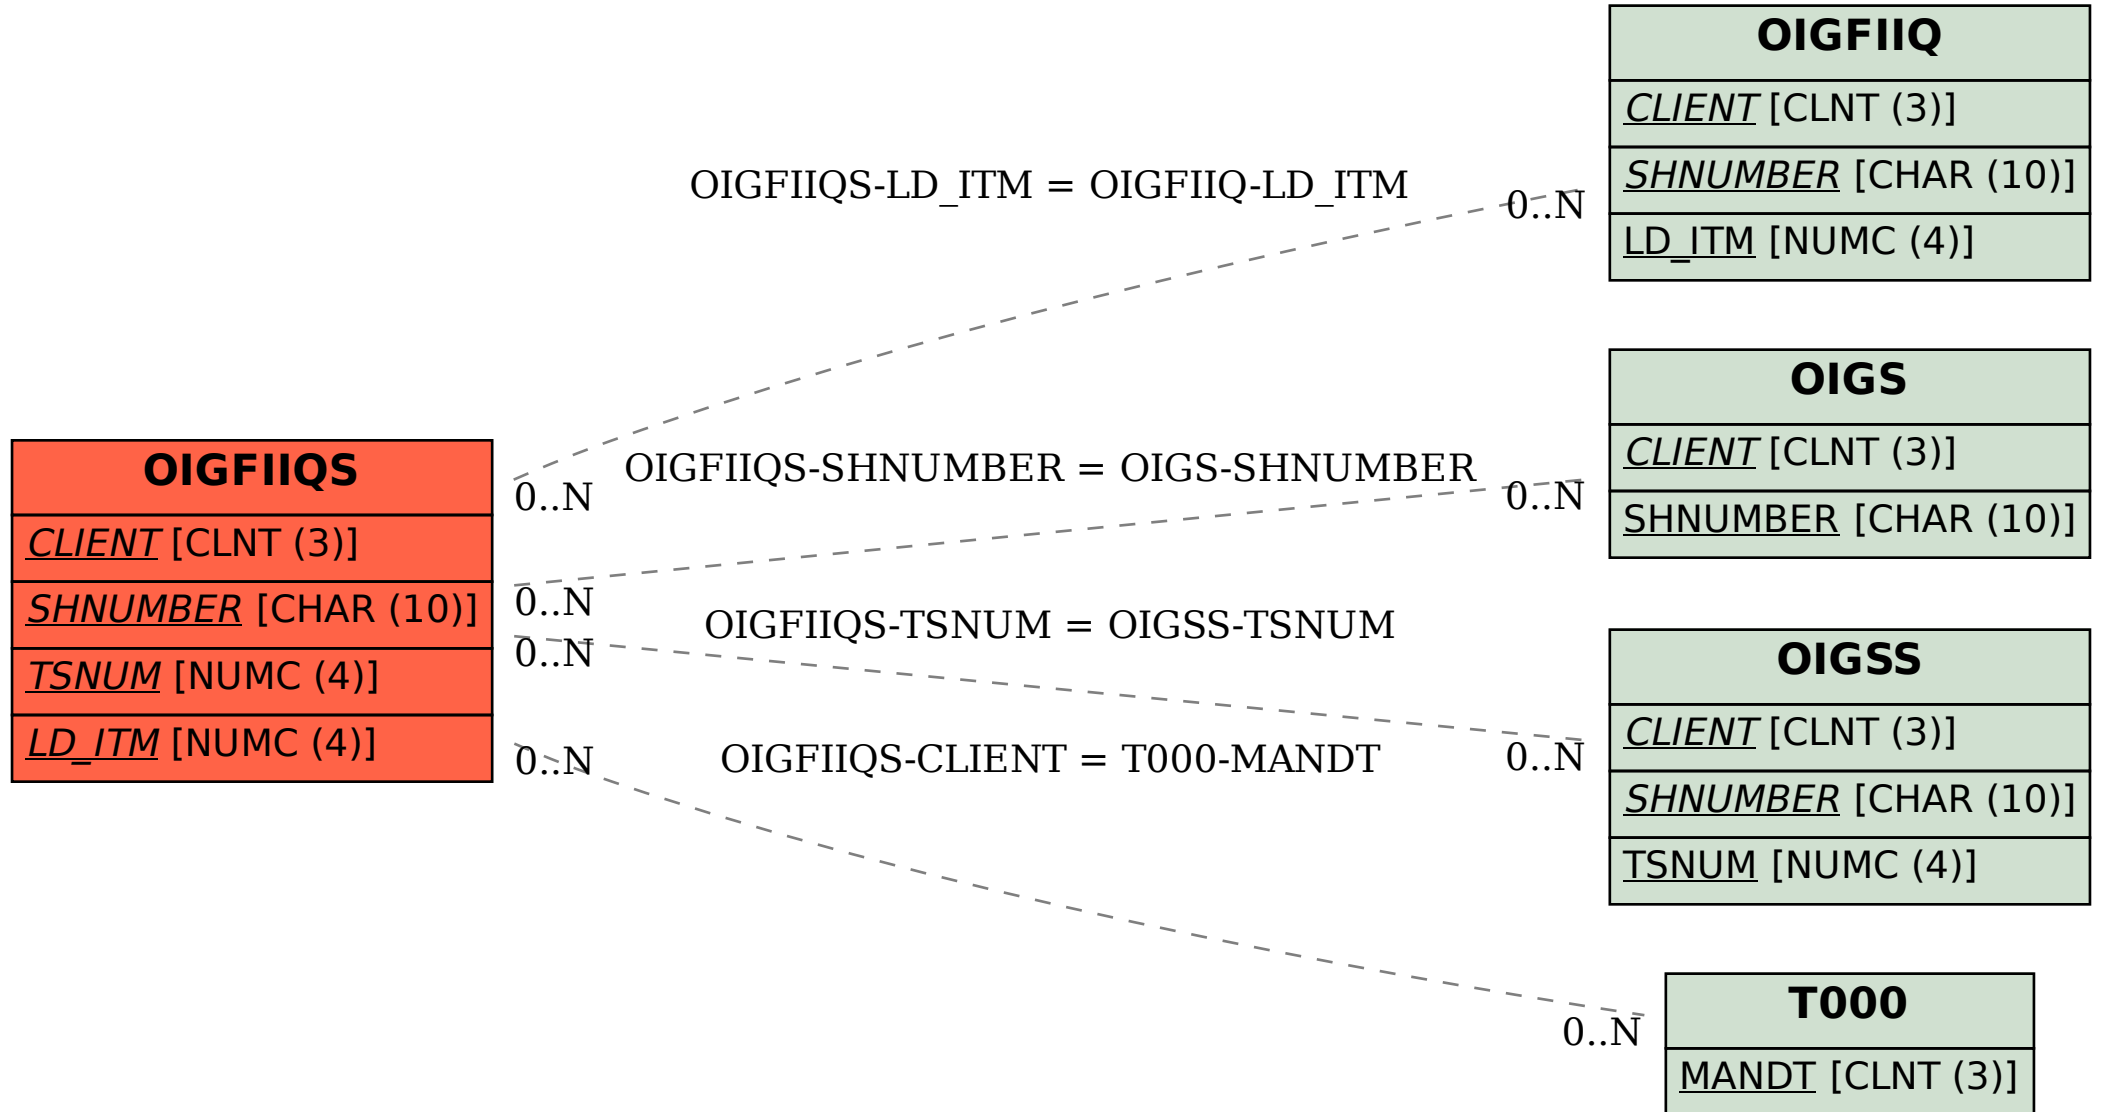 OIGFIIQS
CLIENT [CLNT (3)]
SHNUMBER [CHAR (10)]
TSNUM [NUMC (4)]
LD_ITM [NUMC (4)]
OIGFIIQS-LD_ITM = OIGFIIQ-LD_ITM
0..N
0..N
OIGFIIQS-SHNUMBER = OIGS-SHNUMBER
0..N
0..N
OIGFIIQS-TSNUM = OIGSS-TSNUM
0..N
0..N
OIGFIIQS-CLIENT = T000-MANDT
0..N
0..N
OIGFIIQ
CLIENT [CLNT (3)]
SHNUMBER [CHAR (10)]
LD_ITM [NUMC (4)]
OIGS
CLIENT [CLNT (3)]
SHNUMBER [CHAR (10)]
OIGSS
CLIENT [CLNT (3)]
SHNUMBER [CHAR (10)]
TSNUM [NUMC (4)]
T000
MANDT [CLNT (3)]